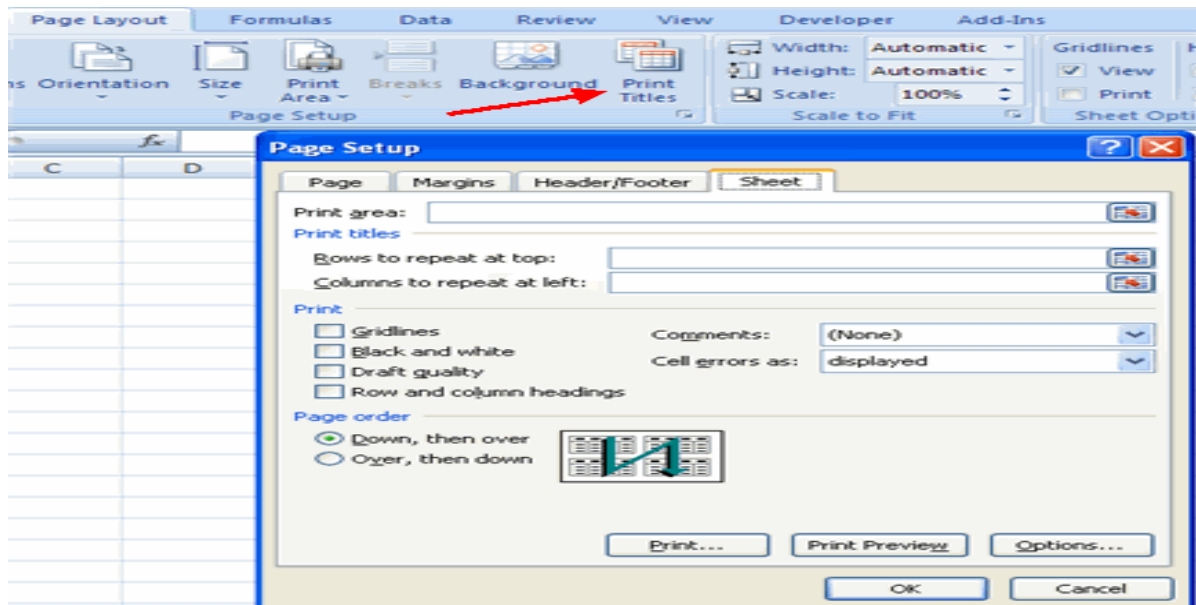 Page Layout Formulas Data Review View Developer Add-Ins
Orientation Size Print Area Breaks Background Print Titles
Width: Automatic
Height: Automatic
Scale: 100%
Gridlines
View
Print
Page Setup Scale to Fit Sheet Opti
fx
C D
Page Setup
Page Margins Header/Footer Sheet
Print area:
Print titles
Rows to repeat at top:
Columns to repeat at left:
Print
Gridlines
Black and white
Draft quality
Row and column headings
Comments: (None)
Cell errors as: displayed
Page order
Down, then over
Over, then down
Print... Print Preview Options...
OK Cancel